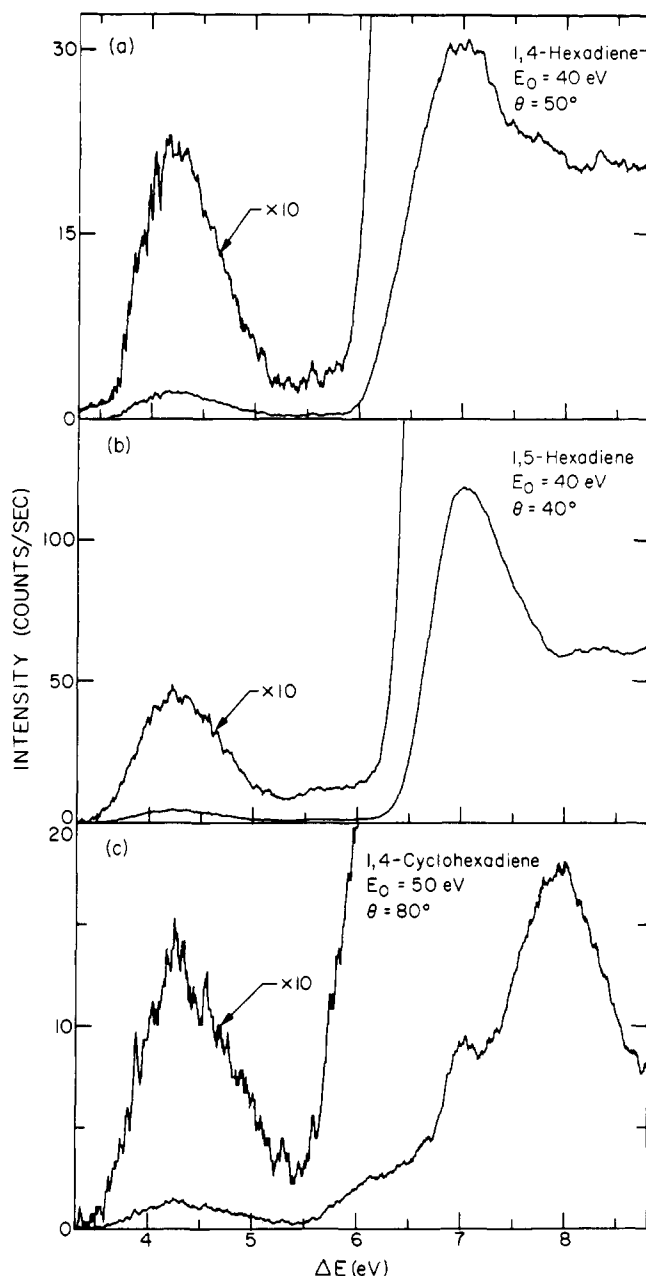 (a)
1,4-Hexadiene
E₀ = 40 eV
θ = 50°
×10
30
15
0
(b)
1,5-Hexadiene
E₀ = 40 eV
θ = 40°
×10
100
50
0
INTENSITY (COUNTS/SEC)
(c)
1,4-Cyclohexadiene
E₀ = 50 eV
θ = 80°
×10
20
10
0
4 5 6 7 8
ΔE (eV)